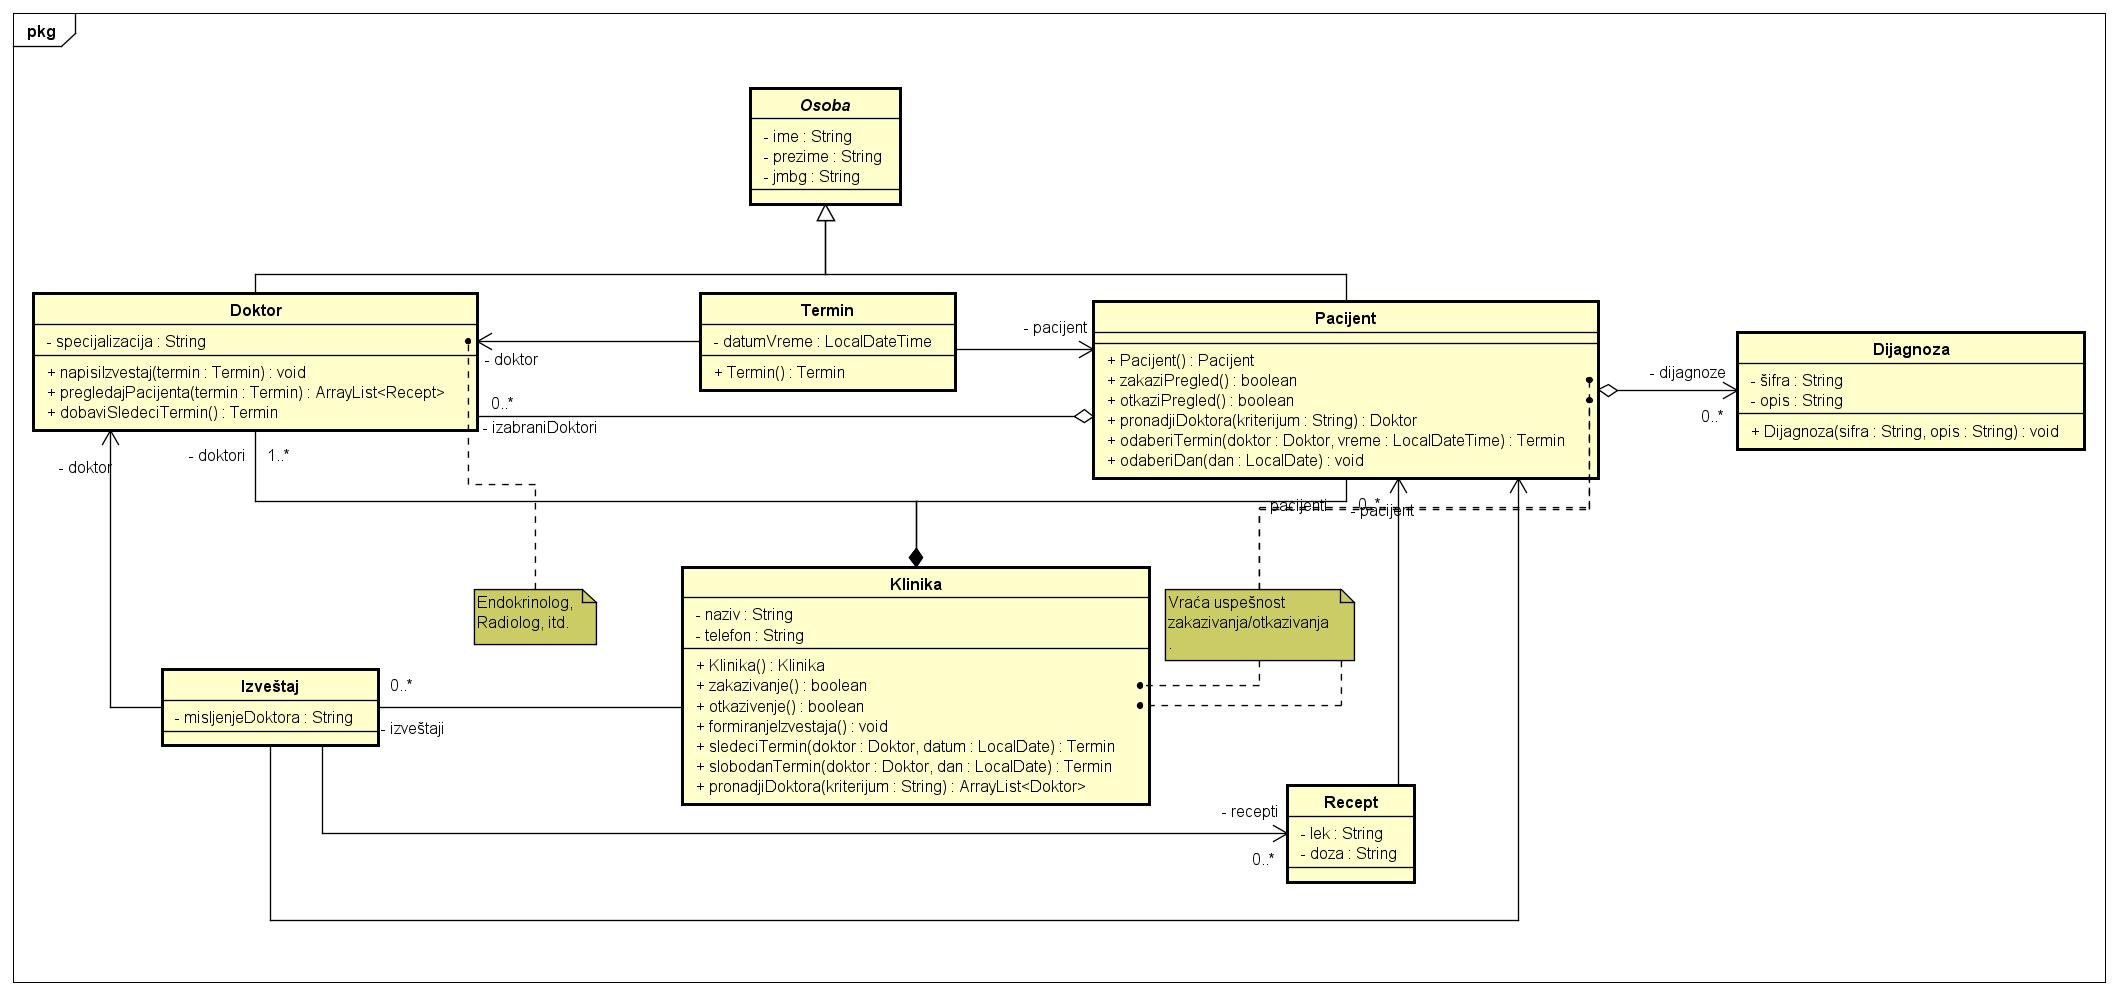 pkg
Osoba
- ime : String
- prezime : String
- jmbg : String
Doktor
- specijalizacija : String
+ napisiIzvestaj(termin : Termin) : void
+ pregledajPacijenta(termin : Termin) : ArrayList<Recept>
+ dobaviSledeciTermin() : Termin
Termin
- datumVreme : LocalDateTime
+ Termin() : Termin
- doktor
- pacijent
0..*
- izabraniDoktori
Pacijent
+ Pacijent() : Pacijent
+ zakaziPregled() : boolean
+ otkaziPregled() : boolean
+ pronadjiDoktora(kriterijum : String) : Doktor
+ odaberiTermin(doktor : Doktor, vreme : LocalDateTime) : Termin
+ odaberiDan(dan : LocalDate) : void
- dijagnoze
0..*
Dijagnoza
- šifra : String
- opis : String
+ Dijagnoza(sifra : String, opis : String) : void
- doktor
- doktori
1..*
- pacijenti
0..*
- pacijent
Endokrinolog,
Radiolog, itd.
Klinika
- naziv : String
- telefon : String
+ Klinika() : Klinika
+ zakazivanje() : boolean
+ otkazivenje() : boolean
+ formiranjeIzvestaja() : void
+ sledeciTermin(doktor : Doktor, datum : LocalDate) : Termin
+ slobodanTermin(doktor : Doktor, dan : LocalDate) : Termin
+ pronadjiDoktora(kriterijum : String) : ArrayList<Doktor>
Vraća uspešnost
zakazivanja/otkazivanja
.
Izveštaj
- misljenjeDoktora : String
0..*
- izveštaji
- recepti
0..*
Recept
- lek : String
- doza : String